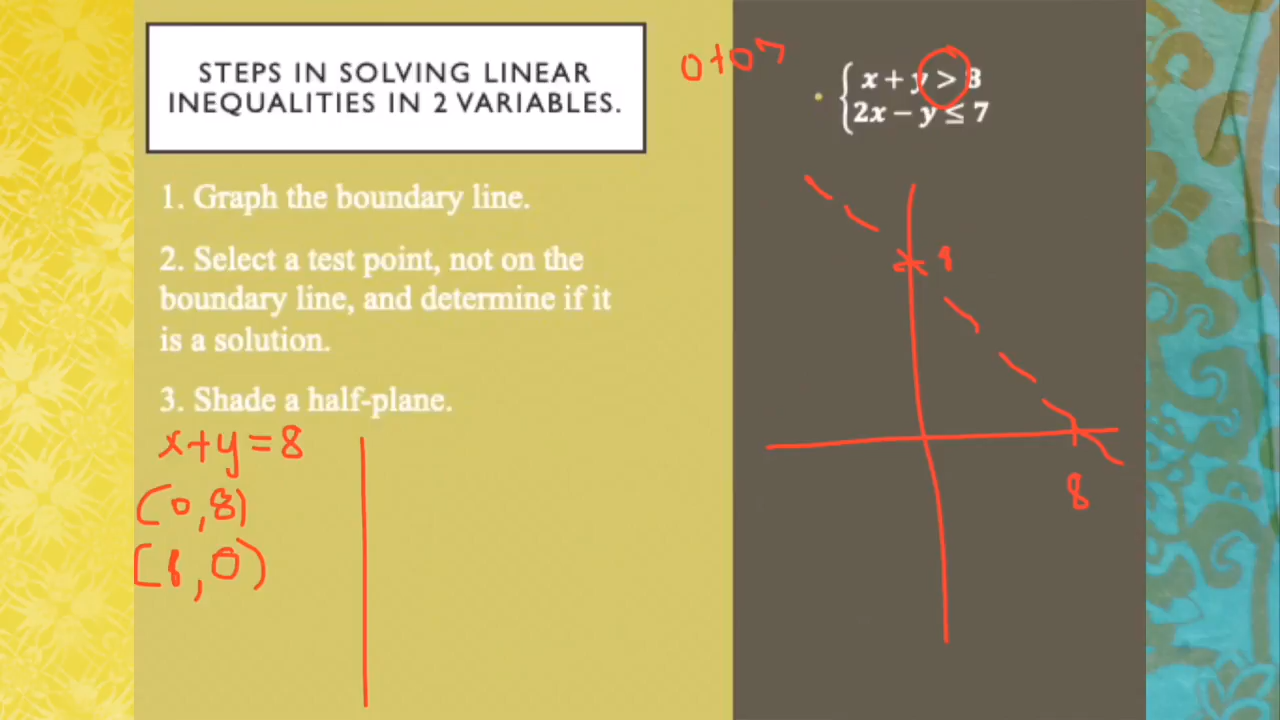 STEPS IN SOLVING LINEAR
INEQUALITIES IN 2 VARIABLES.
1. Graph the boundary line.
2. Select a test point, not on the
boundary line, and determine if it
is a solution.
3. Shade a half-plane.
x+y=8
(0,8)
(8,0)
0+0>
x + y > 8
2x − y ≤ 7
8
8